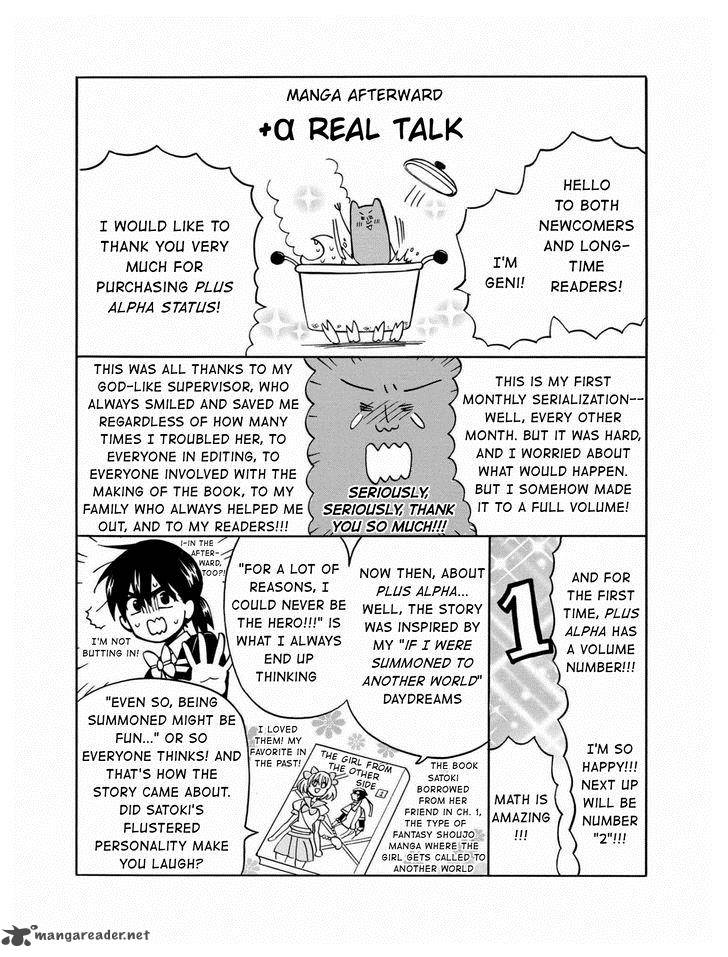 MANGA AFTERWARD
+α REAL TALK
HELLO
TO BOTH
NEWCOMERS
AND LONG-
TIME
READERS!
I'M
GENI!
I WOULD LIKE TO
THANK YOU VERY
MUCH FOR
PURCHASING PLUS
ALPHA STATUS!
THIS IS MY FIRST
MONTHLY SERIALIZATION--
WELL, EVERY OTHER
MONTH. BUT IT WAS HARD,
AND I WORRIED ABOUT
WHAT WOULD HAPPEN.
BUT I SOMEHOW MADE
IT TO A FULL VOLUME!
SERIOUSLY,
SERIOUSLY, THANK
YOU SO MUCH!!!
THIS WAS ALL THANKS TO MY
GOD-LIKE SUPERVISOR, WHO
ALWAYS SMILED AND SAVED ME
REGARDLESS OF HOW MANY
TIMES I TROUBLED HER, TO
EVERYONE IN EDITING, TO
EVERYONE INVOLVED WITH THE
MAKING OF THE BOOK, TO MY
FAMILY WHO ALWAYS HELPED ME
OUT, AND TO MY READERS!!!
AND FOR
THE FIRST
TIME, PLUS
ALPHA HAS
A VOLUME
NUMBER!!!
1
I'M SO
HAPPY!!!
NEXT UP
WILL BE
NUMBER
"2"!!!
MATH IS
AMAZING
!!!
NOW THEN, ABOUT
PLUS ALPHA...
WELL, THE STORY
WAS INSPIRED BY
MY "IF I WERE
SUMMONED TO
ANOTHER WORLD"
DAYDREAMS
"FOR A LOT OF
REASONS, I
COULD NEVER BE
THE HERO!!!" IS
WHAT I ALWAYS
END UP
THINKING
I-IN THE
AFTER-
WARD,
TOO?!
I'M NOT
BUTTING IN!
"EVEN SO, BEING
SUMMONED MIGHT BE
FUN..." OR SO
EVERYONE THINKS! AND
THAT'S HOW THE
STORY CAME ABOUT.
DID SATOKI'S
FLUSTERED
PERSONALITY MAKE
YOU LAUGH?
I LOVED
THEM! MY
FAVORITE IN
THE PAST!
THE GIRL FROM
THE OTHER
SIDE
THE BOOK
SATOKI
BORROWED
FROM HER
FRIEND IN CH. 1,
THE TYPE OF
FANTASY SHOUJO
MANGA WHERE THE
GIRL GETS CALLED TO
ANOTHER WORLD
mangareader.net